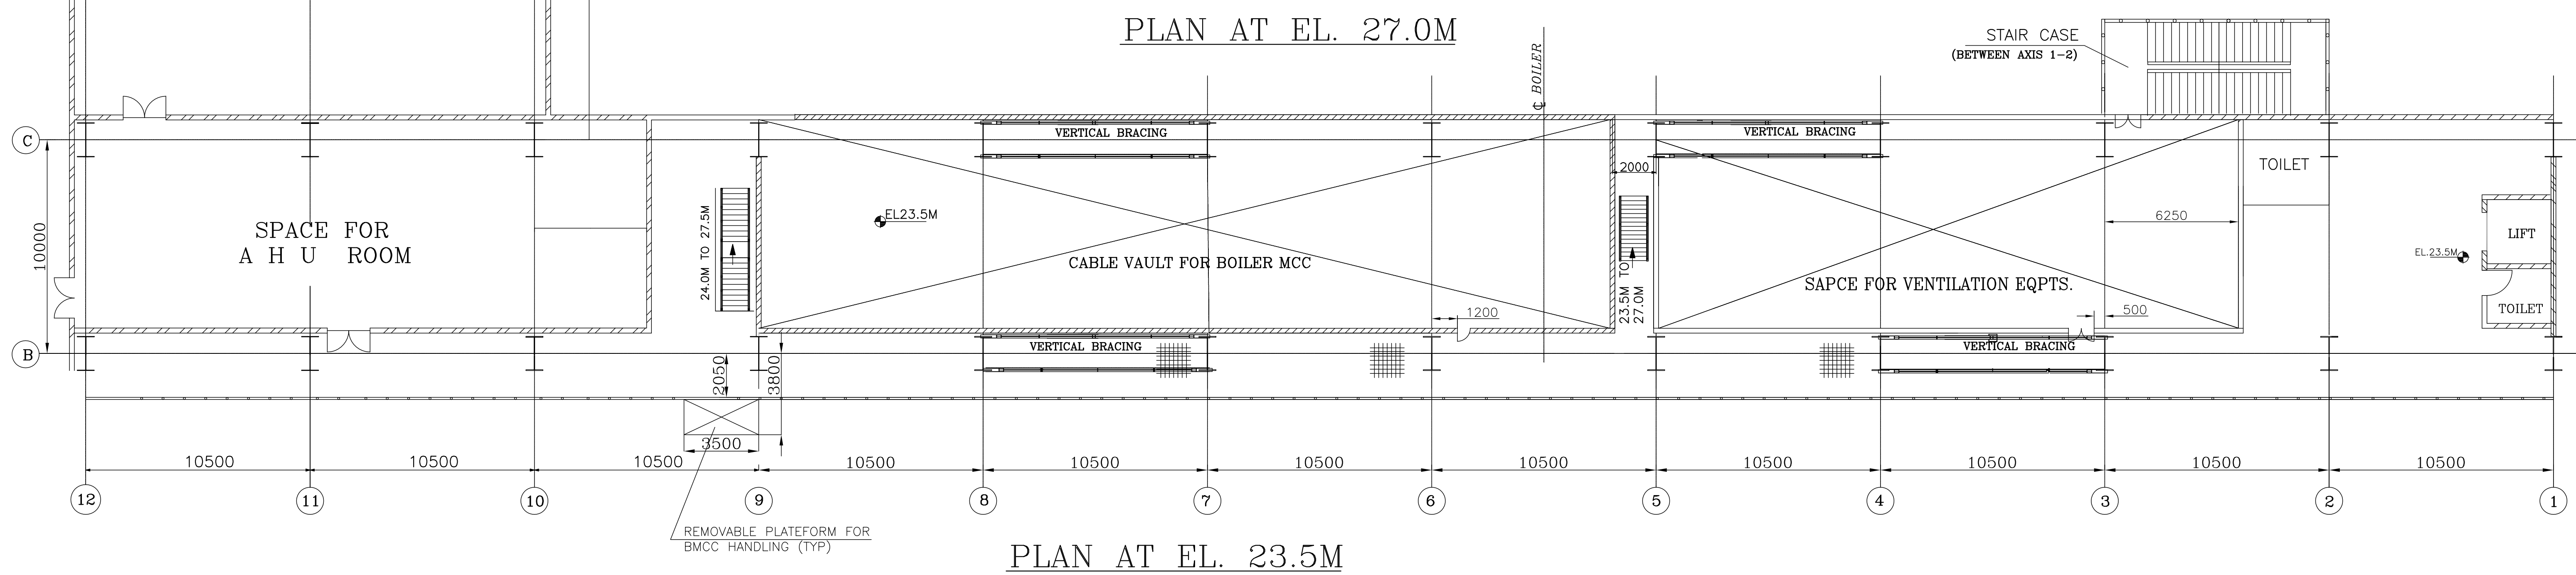 PLAN AT EL. 27.0M
℄ BOILER
STAIR CASE
(BETWEEN AXIS 1-2)
C
VERTICAL BRACING
VERTICAL BRACING
2000
TOILET
10000
SPACE FOR
A H U ROOM
24.0M TO 27.5M
EL23.5M
CABLE VAULT FOR BOILER MCC
23.5M TO
27.0M
SAPCE FOR VENTILATION EQPTS.
6250
EL.23.5M
LIFT
TOILET
1200
500
B
VERTICAL BRACING
VERTICAL BRACING
2050
3800
3500
10500
10500
10500
10500
10500
10500
10500
10500
10500
10500
10500
12
11
10
9
8
7
6
5
4
3
2
1
REMOVABLE PLATEFORM FOR
BMCC HANDLING (TYP)
PLAN AT EL. 23.5M